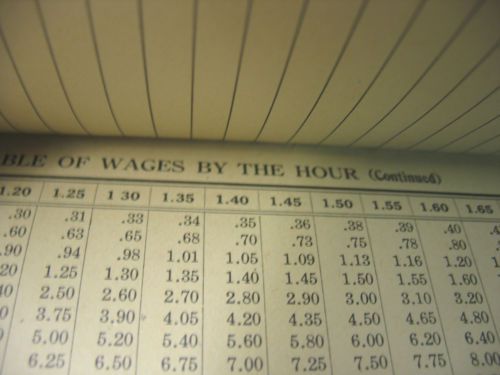 BLE OF WAGES BY THE HOUR (Continued)
1.20 1.25 1 30 1.35 1.40 1.45 1.50 1.55 1.60 1.65
.30 .31 .33 .34 .35 .36 .38 .39 .40
.60 .63 .65 .68 .70 .73 .75 .78 .80
.90 .94 .98 1.01 1.05 1.09 1.13 1.16 1.20
20 1.25 1.30 1.35 1.40 1.45 1.50 1.55 1.60
40 2.50 2.60 2.70 2.80 2.90 3.00 3.10 3.20
3.75 3.90 4.05 4.20 4.35 4.50 4.65 4.80
5.00 5.20 5.40 5.60 5.80 6.00 6.20 6.40
6.25 6.50 6.75 7.00 7.25 7.50 7.75 8.00